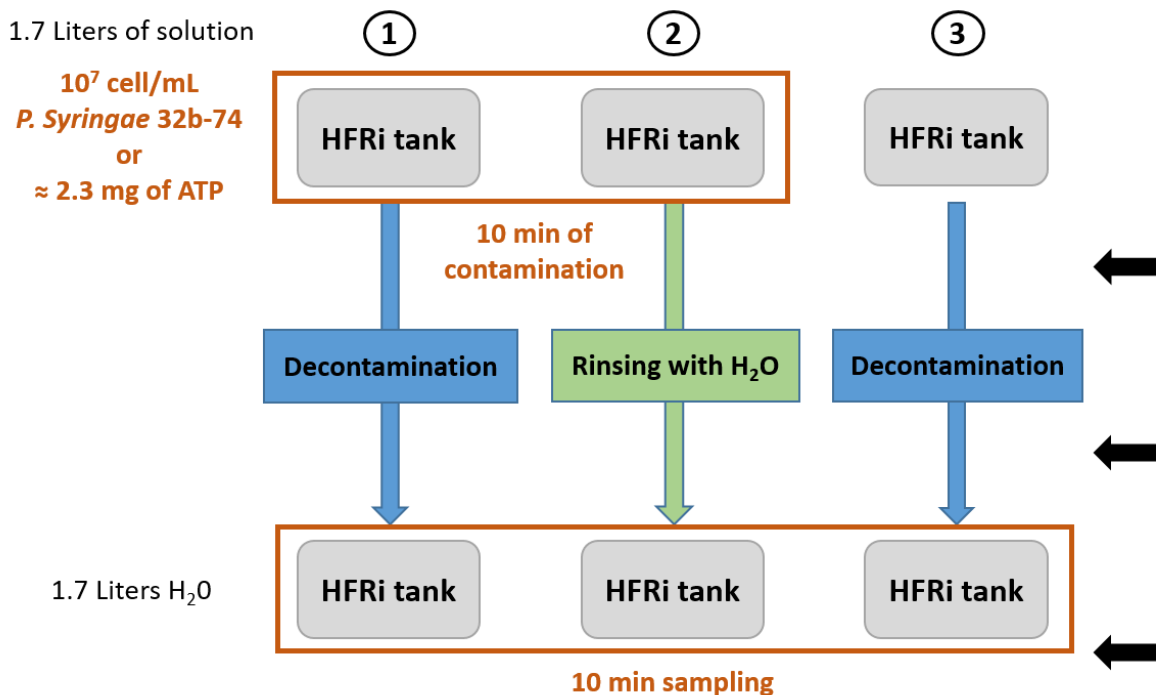 1.7 Liters of solution
1
2
3
10⁷ cell/mL
P. Syringae 32b-74
or
≈ 2.3 mg of ATP
HFRi tank
HFRi tank
HFRi tank
10 min of
contamination
Decontamination
Rinsing with H₂O
Decontamination
1.7 Liters H₂0
HFRi tank
HFRi tank
HFRi tank
10 min sampling